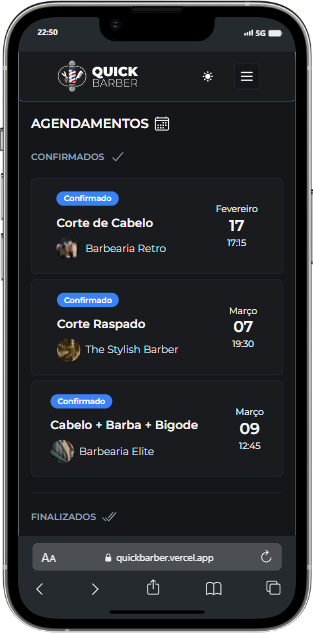 22:50
5G
QUICK
BARBER
AGENDAMENTOS
CONFIRMADOS
Confirmado
Corte de Cabelo
Barbearia Retro
Fevereiro
17
17:15
Confirmado
Corte Raspado
The Stylish Barber
Março
07
19:30
Confirmado
Cabelo + Barba + Bigode
Barbearia Elite
Março
09
12:45
FINALIZADOS
AA
quickbarber.vercel.app